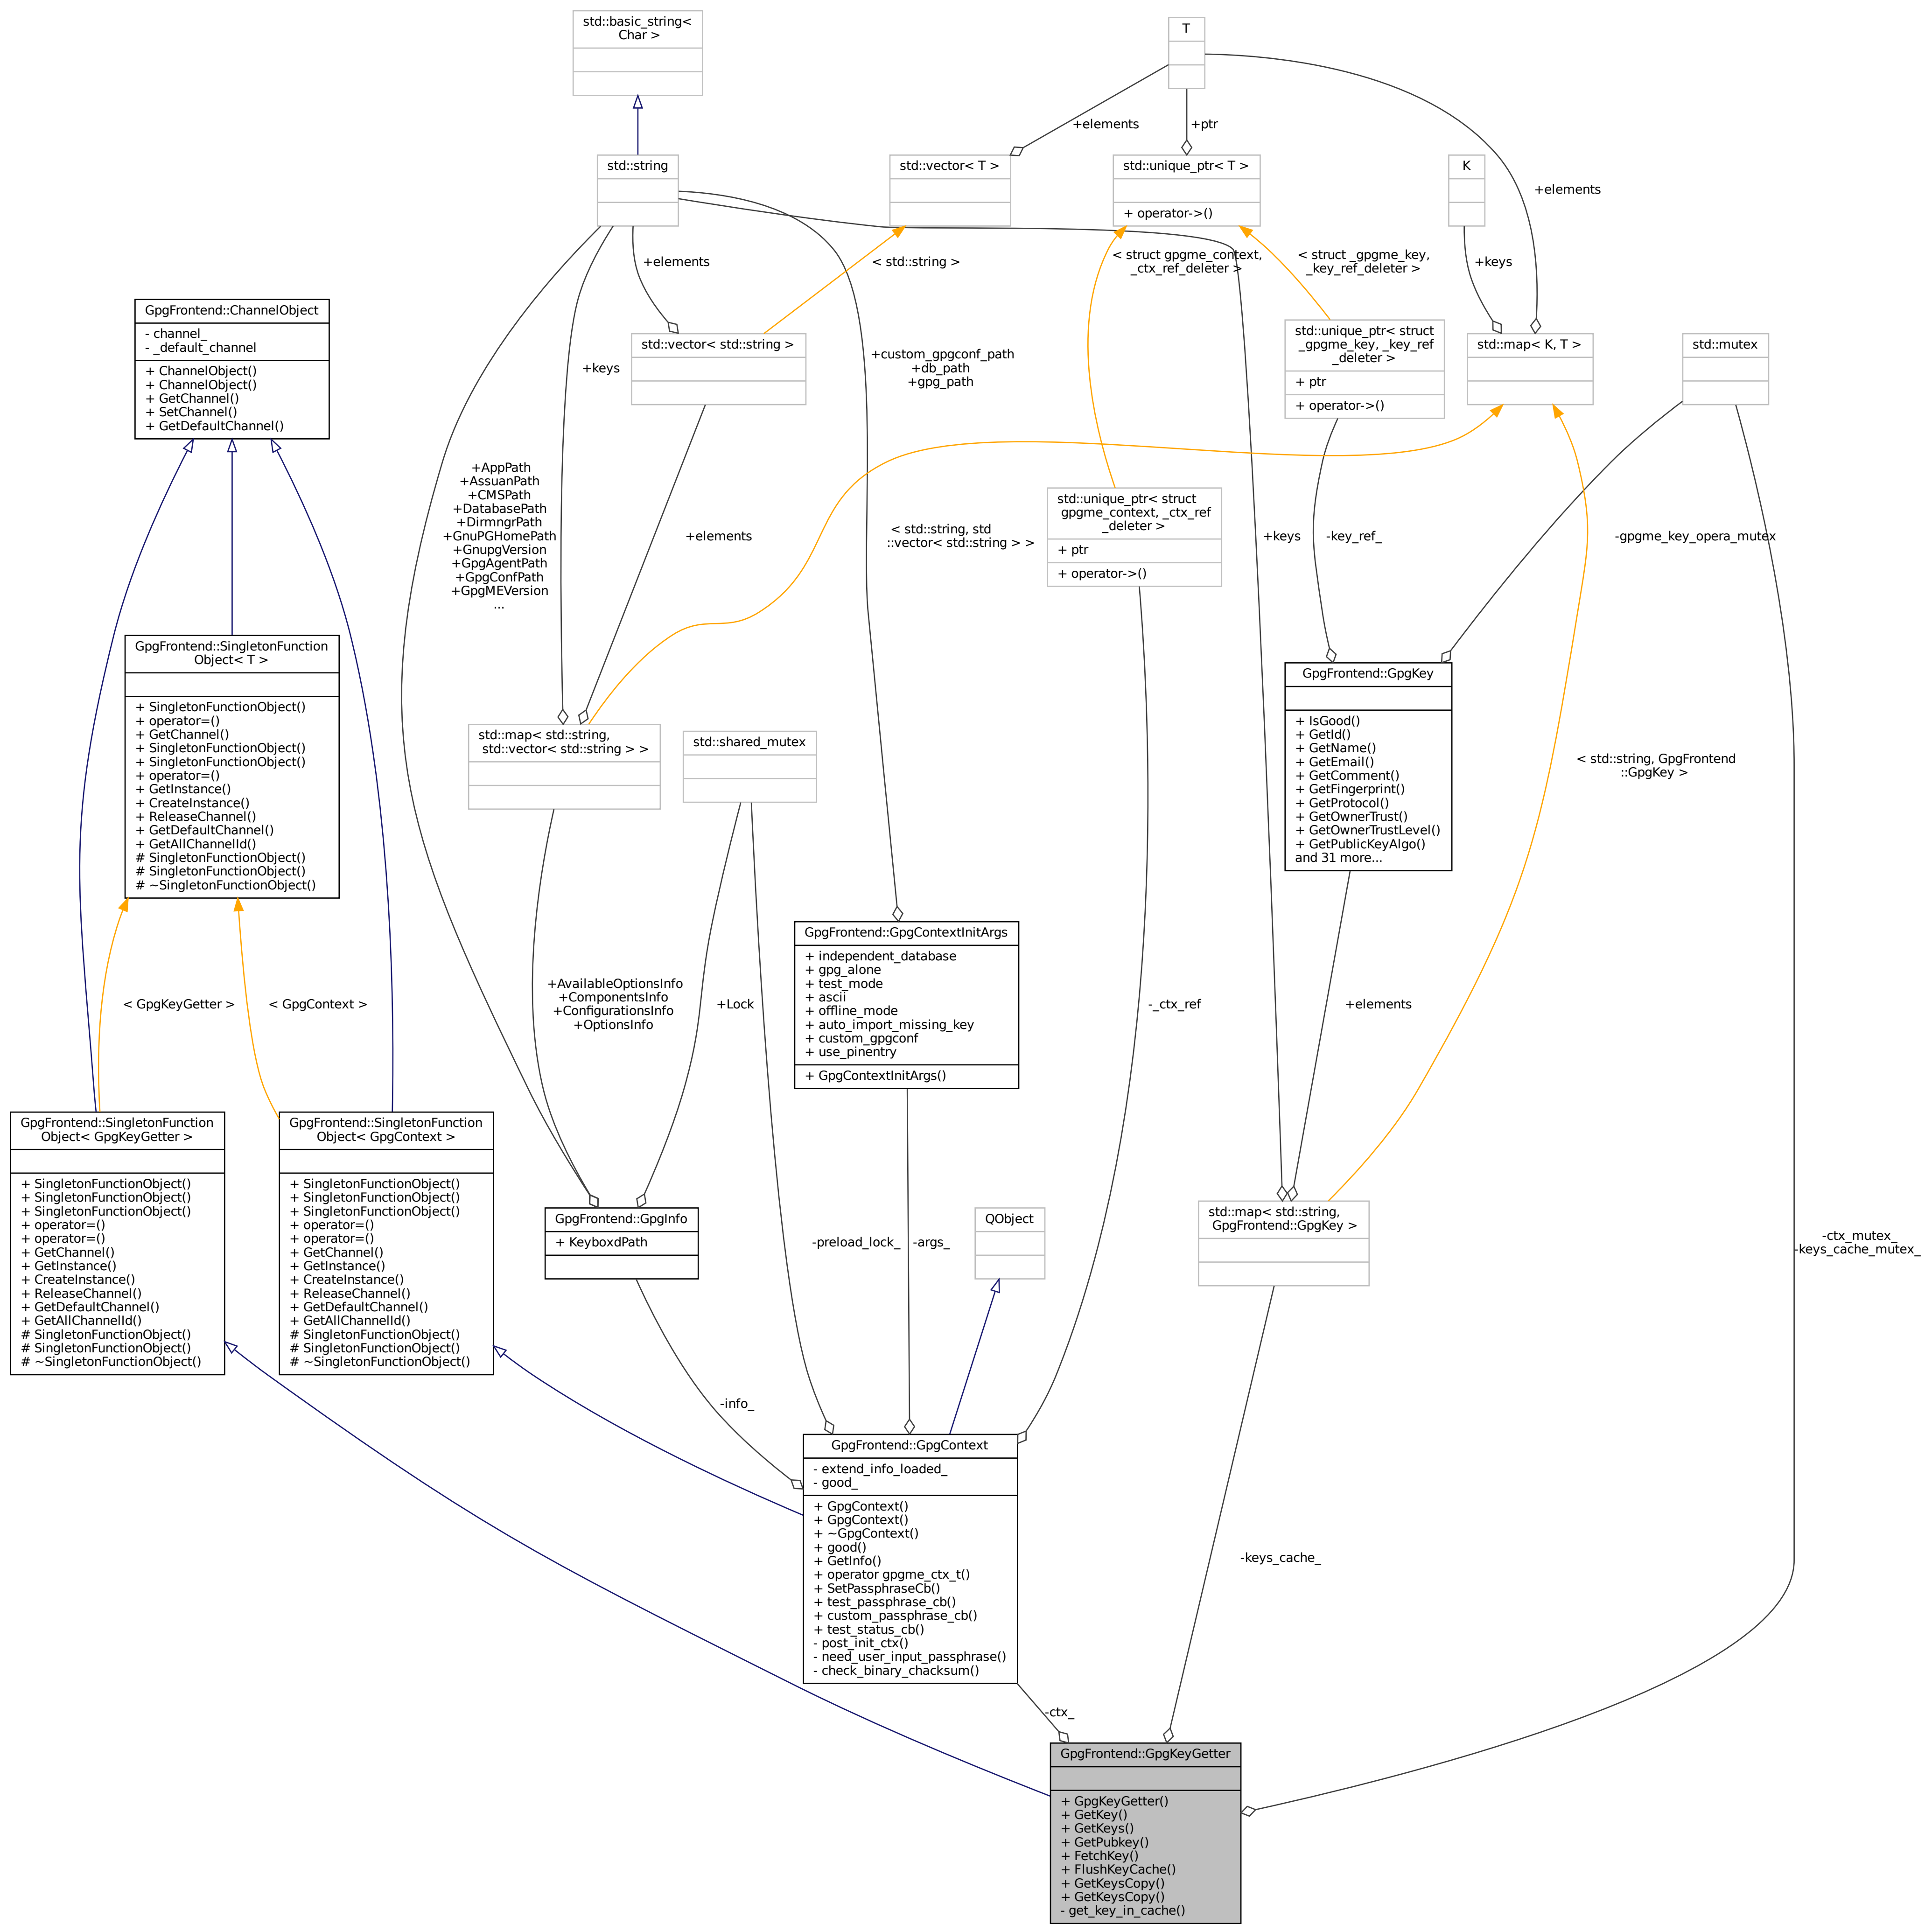 std::basic_string<
Char >
T
+elements
+ptr
std::string
std::vector< T >
std::unique_ptr< T >
+ operator->()
K
+elements
+elements
< std::string >
< struct gpgme_context,
_ctx_ref_deleter >
< struct _gpgme_key,
_key_ref_deleter >
+keys
GpgFrontend::ChannelObject
- channel_
- _default_channel
+ ChannelObject()
+ ChannelObject()
+ GetChannel()
+ SetChannel()
+ GetDefaultChannel()
+keys
std::vector< std::string >
+custom_gpgconf_path
+db_path
+gpg_path
std::unique_ptr< struct
_gpgme_key, _key_ref
_deleter >
+ ptr
+ operator->()
std::map< K, T >
std::mutex
+AppPath
+AssuanPath
+CMSPath
+DatabasePath
+DirmngrPath
+GnuPGHomePath
+GnupgVersion
+GpgAgentPath
+GpgConfPath
+GpgMEVersion
...
+elements
< std::string, std
::vector< std::string > >
std::unique_ptr< struct
gpgme_context, _ctx_ref
_deleter >
+ ptr
+ operator->()
+keys
-key_ref_
-gpgme_key_opera_mutex
GpgFrontend::SingletonFunction
Object< T >
+ SingletonFunctionObject()
+ operator=()
+ GetChannel()
+ SingletonFunctionObject()
+ SingletonFunctionObject()
+ operator=()
+ GetInstance()
+ CreateInstance()
+ ReleaseChannel()
+ GetDefaultChannel()
+ GetAllChannelId()
# SingletonFunctionObject()
# SingletonFunctionObject()
# ~SingletonFunctionObject()
std::map< std::string,
std::vector< std::string > >
std::shared_mutex
GpgFrontend::GpgKey
+ IsGood()
+ GetId()
+ GetName()
+ GetEmail()
+ GetComment()
+ GetFingerprint()
+ GetProtocol()
+ GetOwnerTrust()
+ GetOwnerTrustLevel()
+ GetPublicKeyAlgo()
and 31 more...
< std::string, GpgFrontend
::GpgKey >
< GpgKeyGetter >
< GpgContext >
+AvailableOptionsInfo
+ComponentsInfo
+ConfigurationsInfo
+OptionsInfo
+Lock
GpgFrontend::GpgContextInitArgs
+ independent_database
+ gpg_alone
+ test_mode
+ ascii
+ offline_mode
+ auto_import_missing_key
+ custom_gpgconf
+ use_pinentry
+ GpgContextInitArgs()
-_ctx_ref
+elements
GpgFrontend::SingletonFunction
Object< GpgKeyGetter >
+ SingletonFunctionObject()
+ SingletonFunctionObject()
+ SingletonFunctionObject()
+ operator=()
+ operator=()
+ GetChannel()
+ GetInstance()
+ CreateInstance()
+ ReleaseChannel()
+ GetDefaultChannel()
+ GetAllChannelId()
# SingletonFunctionObject()
# SingletonFunctionObject()
# ~SingletonFunctionObject()
GpgFrontend::SingletonFunction
Object< GpgContext >
+ SingletonFunctionObject()
+ SingletonFunctionObject()
+ SingletonFunctionObject()
+ operator=()
+ operator=()
+ GetChannel()
+ GetInstance()
+ CreateInstance()
+ ReleaseChannel()
+ GetDefaultChannel()
+ GetAllChannelId()
# SingletonFunctionObject()
# SingletonFunctionObject()
# ~SingletonFunctionObject()
GpgFrontend::GpgInfo
+ KeyboxdPath
-preload_lock_
-args_
QObject
std::map< std::string,
GpgFrontend::GpgKey >
-ctx_mutex_
-keys_cache_mutex_
-info_
GpgFrontend::GpgContext
- extend_info_loaded_
- good_
+ GpgContext()
+ GpgContext()
+ ~GpgContext()
+ good()
+ GetInfo()
+ operator gpgme_ctx_t()
+ SetPassphraseCb()
+ test_passphrase_cb()
+ custom_passphrase_cb()
+ test_status_cb()
- post_init_ctx()
- need_user_input_passphrase()
- check_binary_chacksum()
-keys_cache_
-ctx_
GpgFrontend::GpgKeyGetter
+ GpgKeyGetter()
+ GetKey()
+ GetKeys()
+ GetPubkey()
+ FetchKey()
+ FlushKeyCache()
+ GetKeysCopy()
+ GetKeysCopy()
- get_key_in_cache()